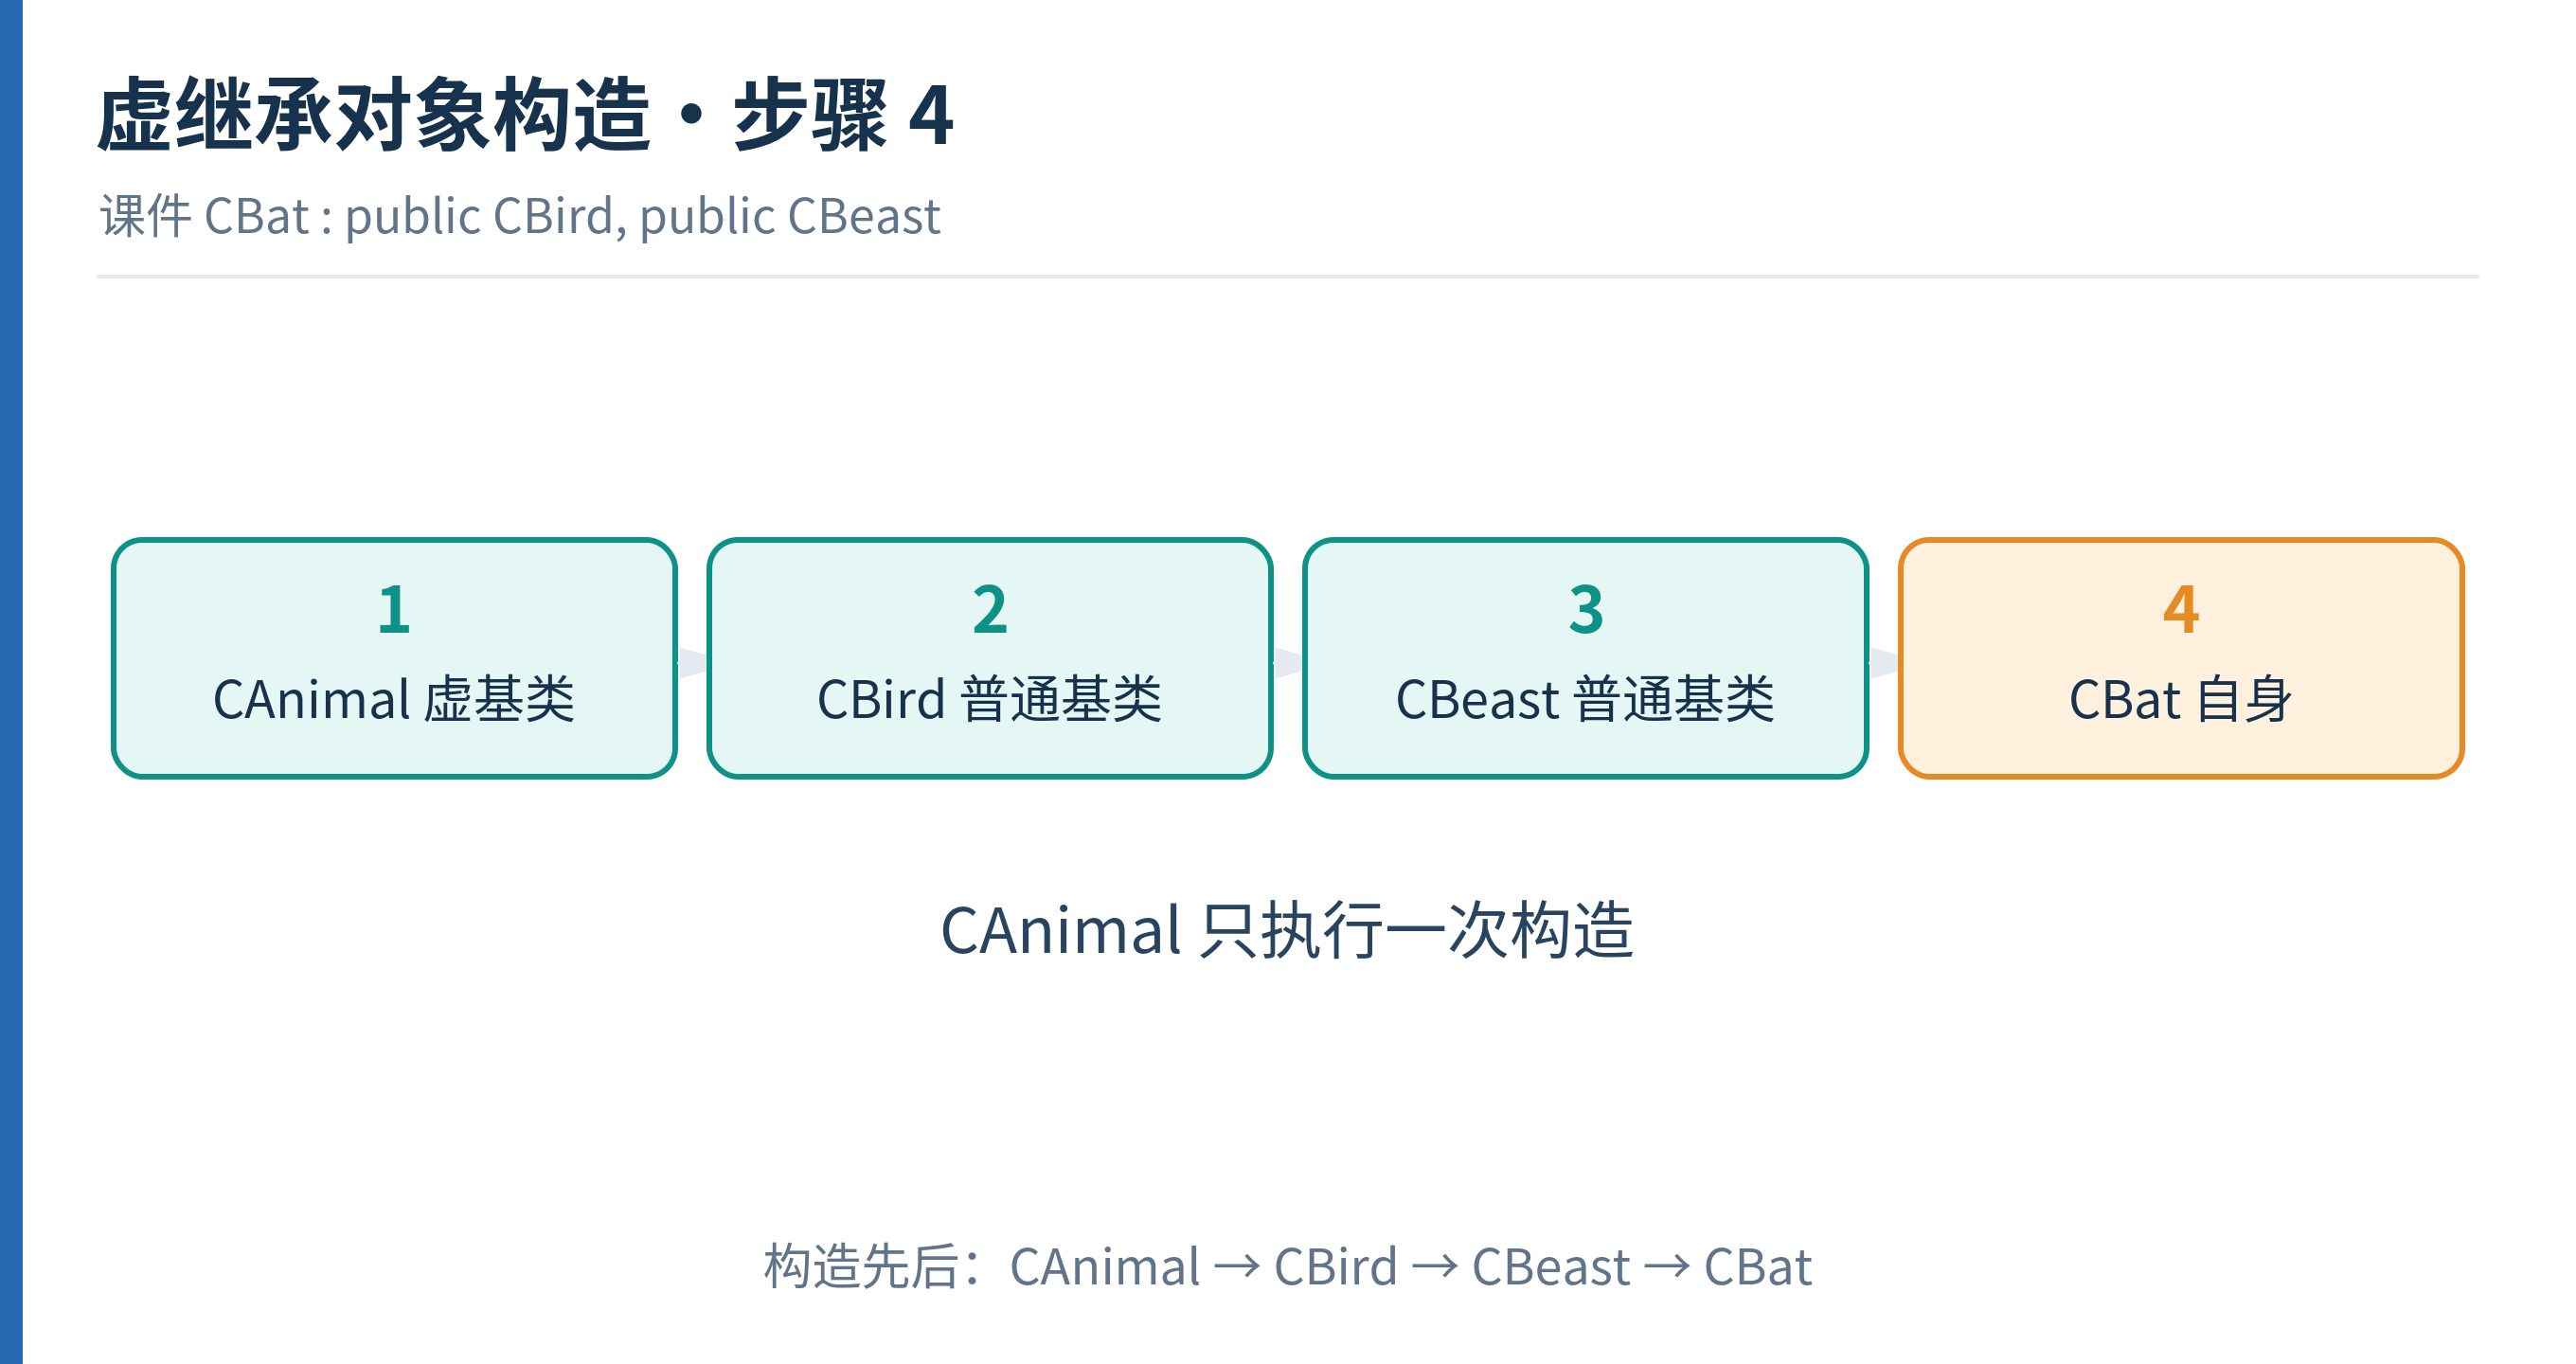 虚继承对象构造·步骤 4
课件 CBat : public CBird, public CBeast
1
CAnimal 虚基类
2
CBird 普通基类
3
CBeast 普通基类
4
CBat 自身
CAnimal 只执行一次构造
构造先后：CAnimal → CBird → CBeast → CBat